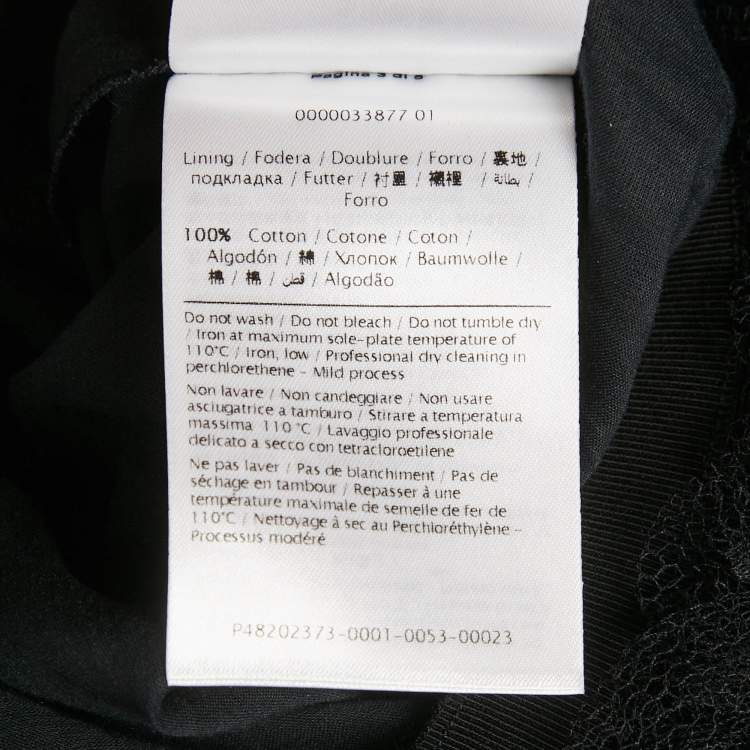 Pagina 3 di 8
0000033877 01
Lining / Fodera / Doublure / Forro / 裏地 /
подкладка / Futter / 衬里 / 襯裡 / بطانة /
Forro
100% Cotton / Cotone / Coton /
Algodón / 綿 / Хлопок / Baumwolle /
棉 / 棉 / قطن / Algodão
Do not wash / Do not bleach / Do not tumble dry
/ Iron at maximum sole-plate temperature of
110°C / Iron, low / Professional dry cleaning in
perchlorethene - Mild process
Non lavare / Non candeggiare / Non usare
asciugatrice a tamburo / Stirare a temperatura
massima 110 °C / Lavaggio professionale
delicato a secco con tetracloroetilene
Ne pas laver / Pas de blanchiment / Pas de
séchage en tambour / Repasser à une
température maximale de semelle de fer de
110°C / Nettoyage à sec au Perchloréthylène -
Processus modéré
P48202373-0001-0053-00023